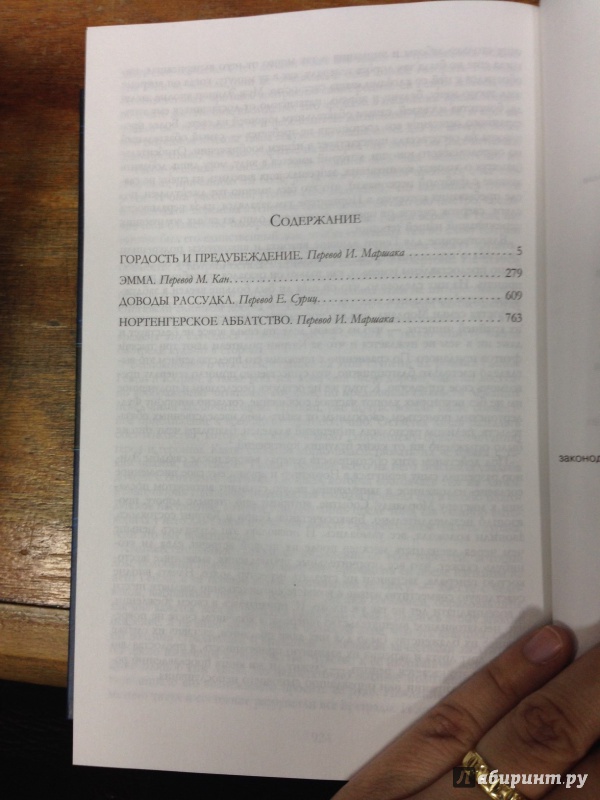 СОДЕРЖАНИЕ
ГОРДОСТЬ И ПРЕДУБЕЖДЕНИЕ. Перевод И. Маршака 5
ЭММА. Перевод М. Кан 279
ДОВОДЫ РАССУДКА. Перевод Е. Суриц 609
НОРТЕНГЕРСКОЕ АББАТСТВО. Перевод И. Маршака 763
законод
Лабиринт.ру